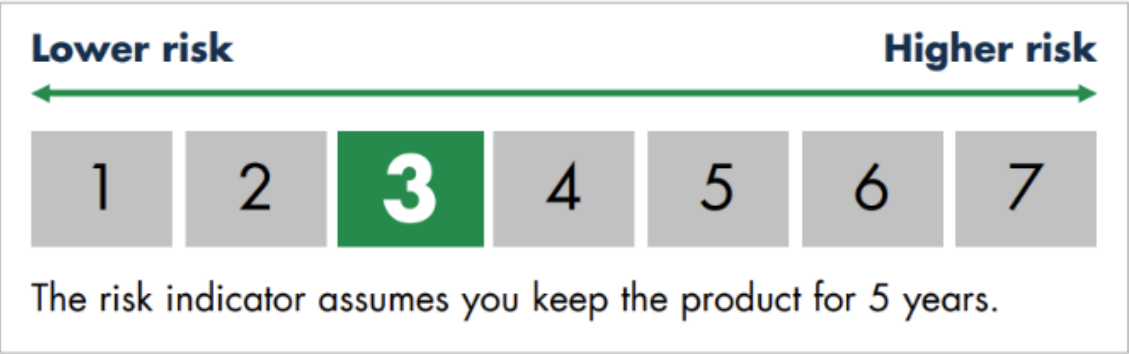 Lower risk Higher risk
1 2 3 4 5 6 7
The risk indicator assumes you keep the product for 5 years.